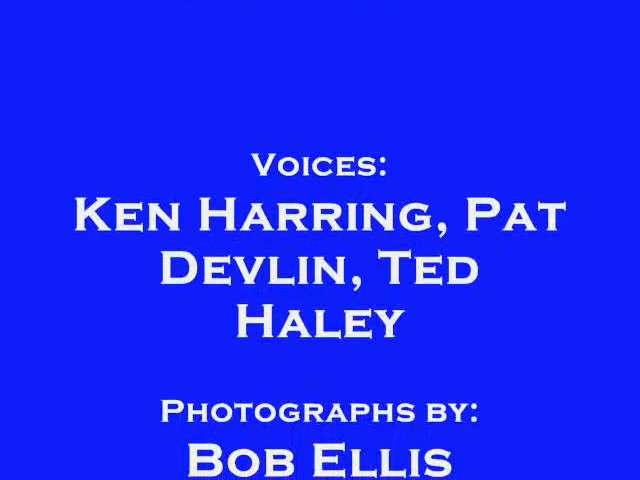 Voices:
Ken Harring, Pat
Devlin, Ted
Haley
Photographs by:
Bob Ellis